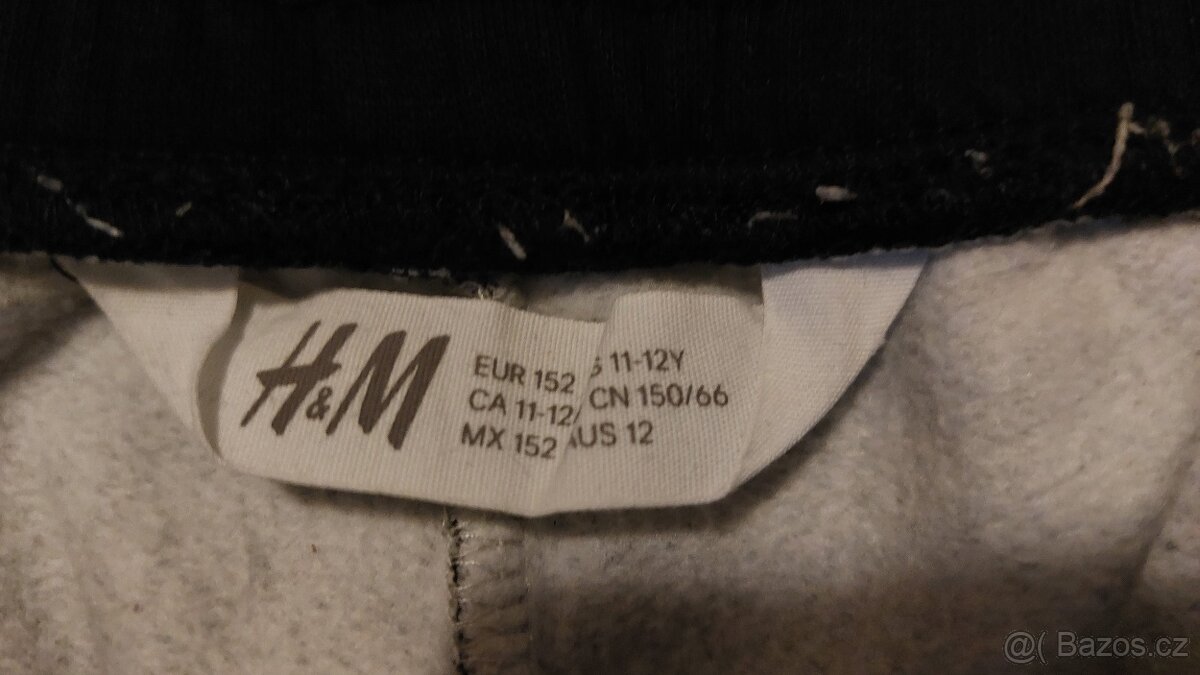 H&M
EUR 152 11-12Y
CA 11-12/ CN 150/66
MX 152 AUS 12
@( Bazos.cz